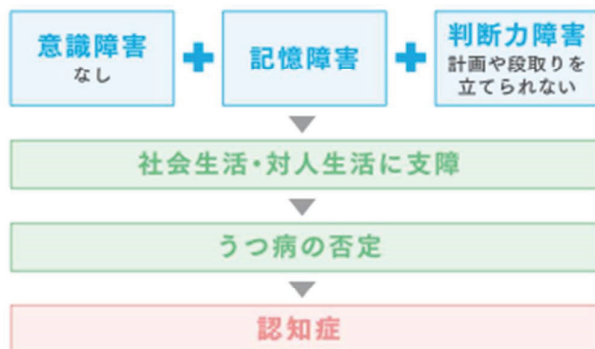 意識障害
なし
記憶障害
判断力障害
計画や段取りを
立てられない
社会生活・対人生活に支障
うつ病の否定
認知症